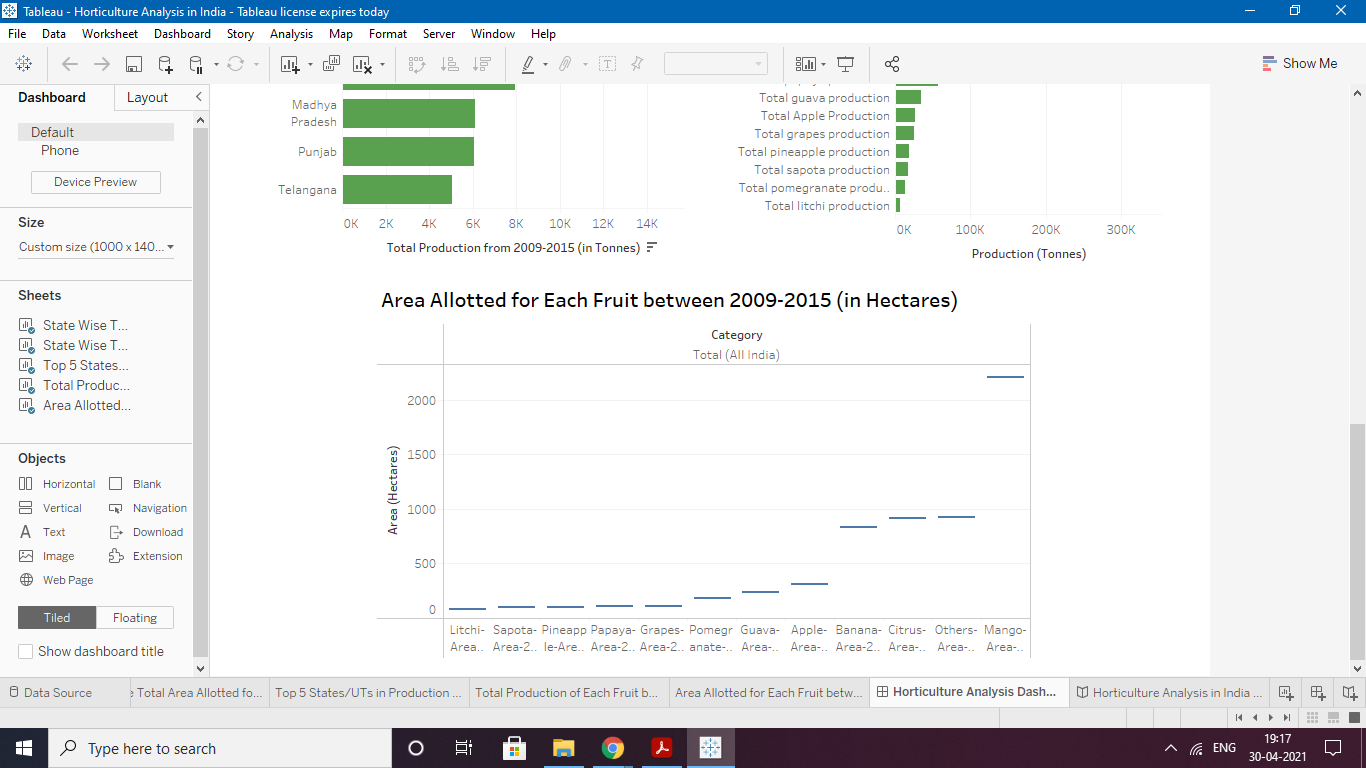 Tableau - Horticulture Analysis in India - Tableau license expires today
File Data Worksheet Dashboard Story Analysis Map Format Server Window Help
Show Me
Dashboard
Layout
Default
Phone
Device Preview
Size
Custom size (1000 x 140...
Sheets
State Wise T...
State Wise T...
Top 5 States...
Total Produc...
Area Allotted...
Objects
Horizontal Blank
Vertical Navigation
Text Download
Image Extension
Web Page
Tiled Floating
Show dashboard title
Madhya
Pradesh
Punjab
Telangana
0K 2K 4K 6K 8K 10K 12K 14K
Total Production from 2009-2015 (in Tonnes)
Total guava production
Total Apple Production
Total grapes production
Total pineapple production
Total sapota production
Total pomegranate produ..
Total litchi production
0K 100K 200K 300K
Production (Tonnes)
Area Allotted for Each Fruit between 2009-2015 (in Hectares)
Category
Total (All India)
Area (Hectares)
2000
1500
1000
500
0
Litchi- Sapota- Pineapp Papaya- Grapes- Pomegr Guava- Apple- Banana- Citrus- Others- Mango-
Area.. Area-2.. le-Are.. Area-2.. Area-2.. anate-.. Area-.. Area-.. Area-2.. Area-.. Area-.. Area-..
Data Source
e Total Area Allotted fo...
Top 5 States/UTs in Production ...
Total Production of Each Fruit b...
Area Allotted for Each Fruit betw...
Horticulture Analysis Dash...
Horticulture Analysis in India ...
Type here to search
ENG
19:17
30-04-2021